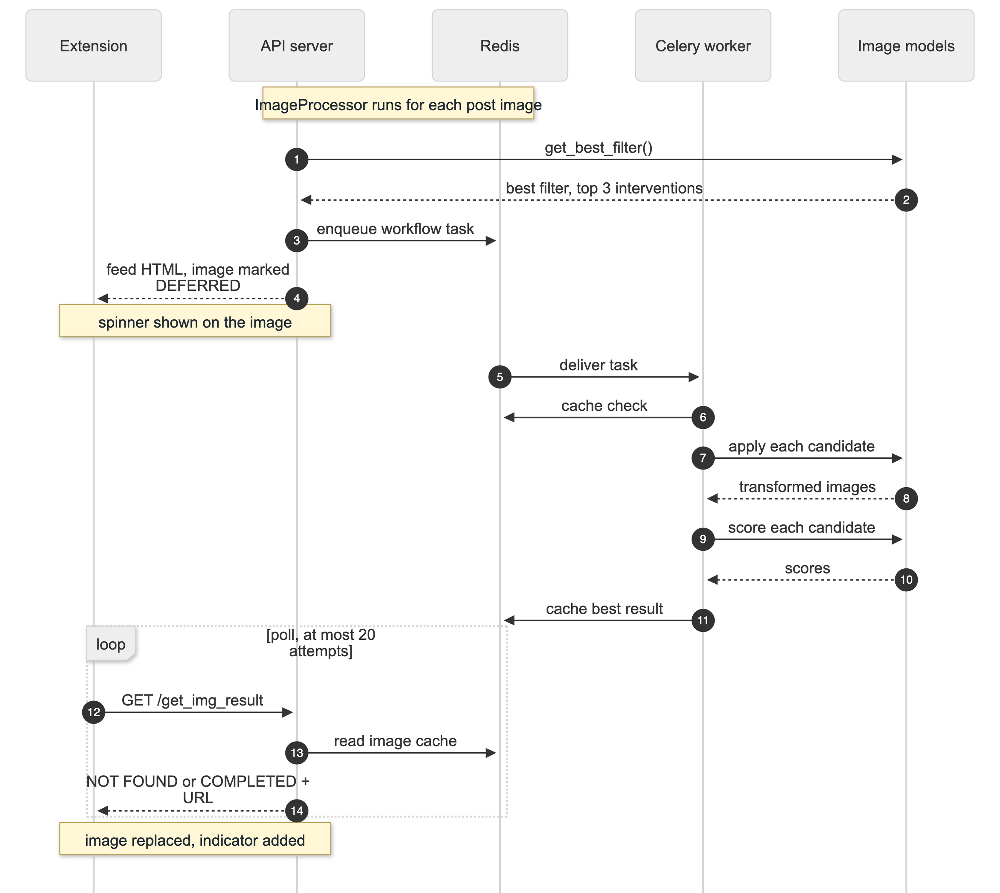 Extension
API server
Redis
Celery worker
Image models
ImageProcessor runs for each post image
get_best_filter()
1
best filter, top 3 interventions
2
enqueue workflow task
3
feed HTML, image marked
DEFERRED
4
spinner shown on the image
deliver task
5
cache check
6
apply each candidate
7
transformed images
8
score each candidate
9
scores
10
cache best result
11
loop
[poll, at most 20
attempts]
GET /get_img_result
12
read image cache
13
NOT FOUND or COMPLETED +
URL
14
image replaced, indicator added